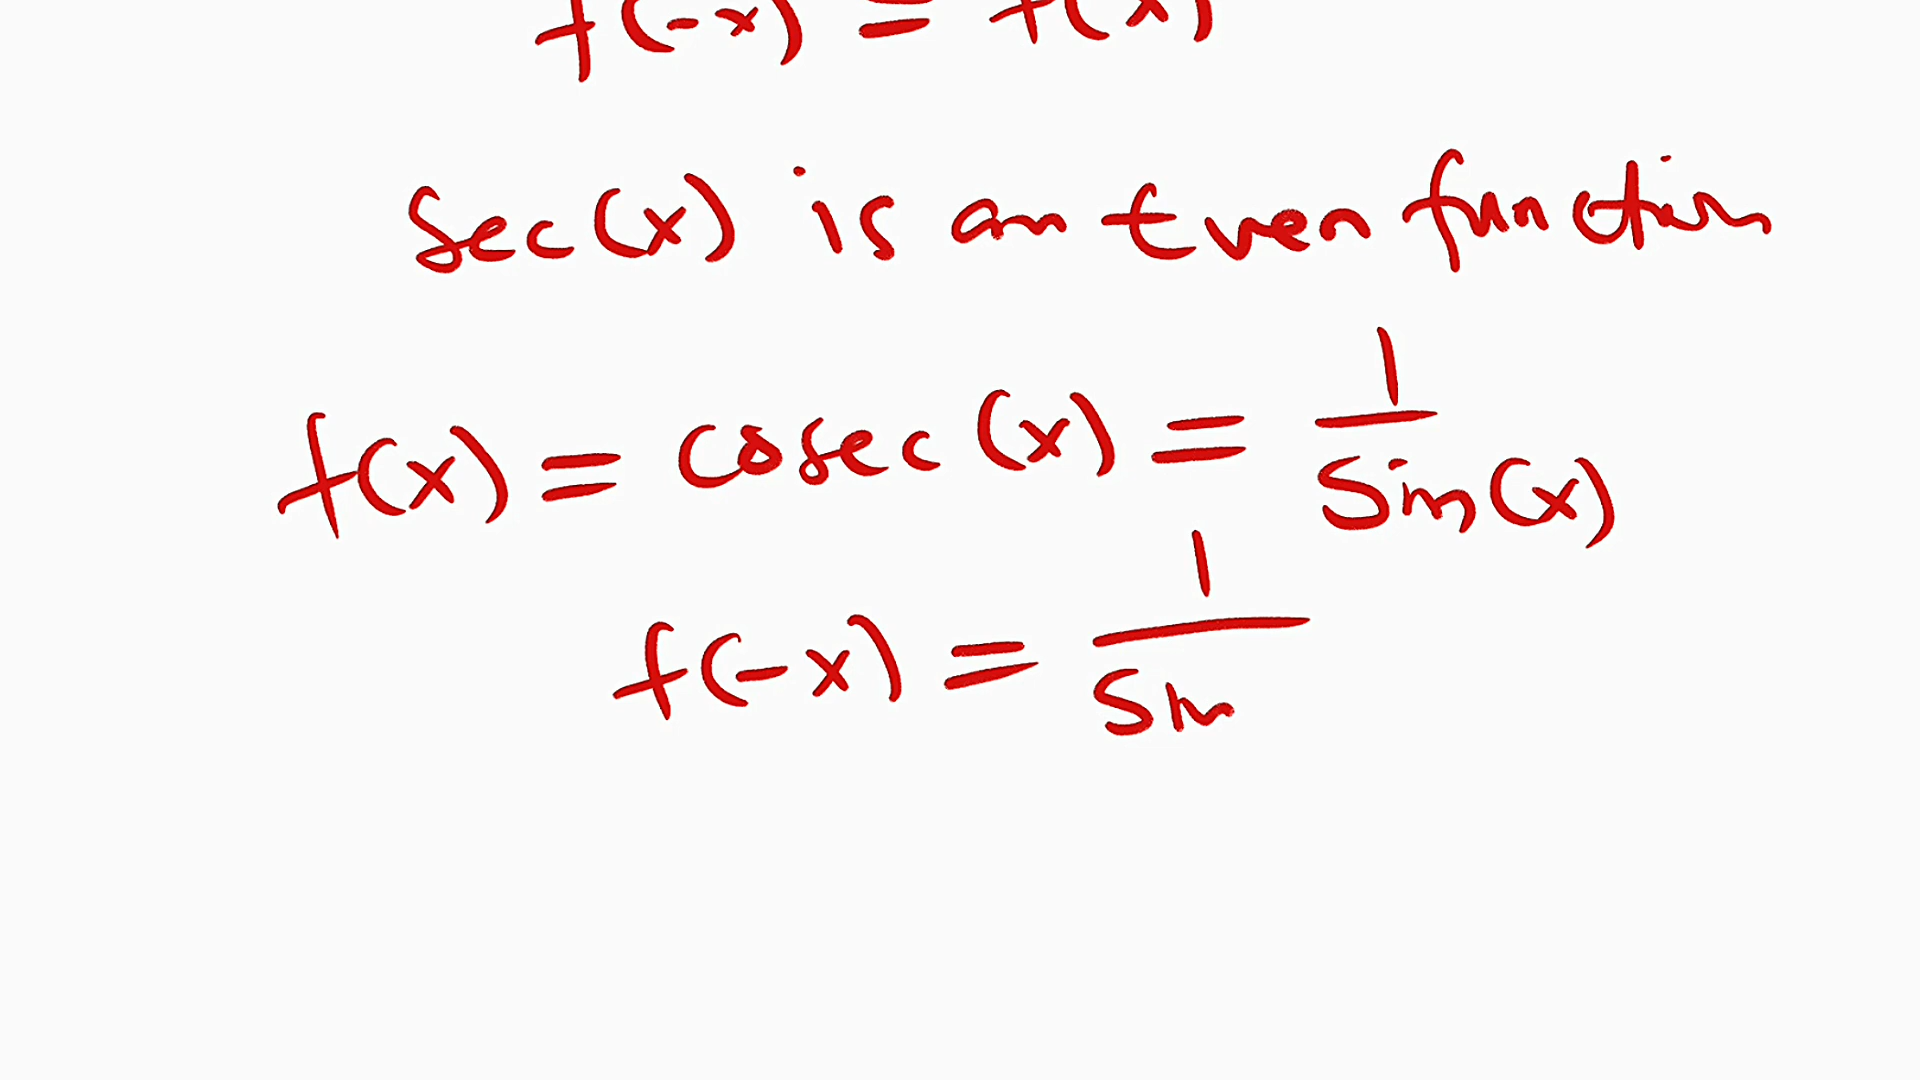 f(-x) = f(x)
Sec(x) is an Even function
f(x) = cosec(x) = 1/Sin(x)
f(-x) = 1/Sin